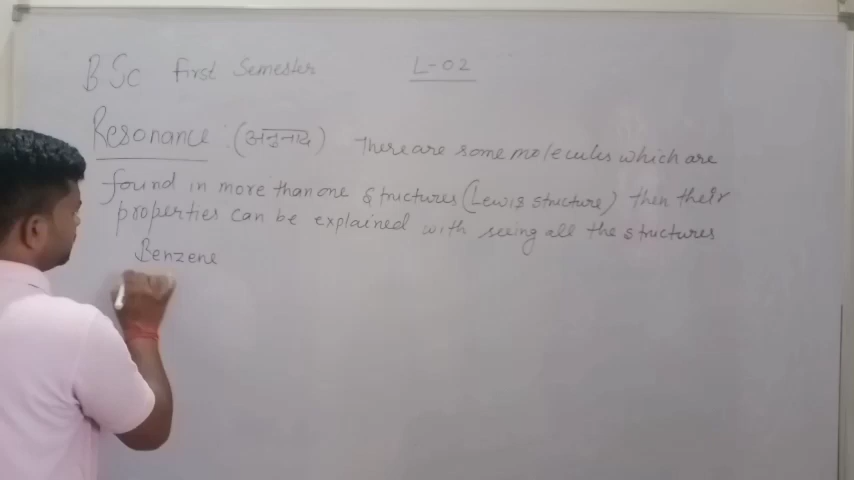 BSc First Semester L-02
Resonance : (अनुनाद) There are some molecules which are
found in more than one structures (Lewis structure) then their
properties can be explained with seeing all the structures
Benzene